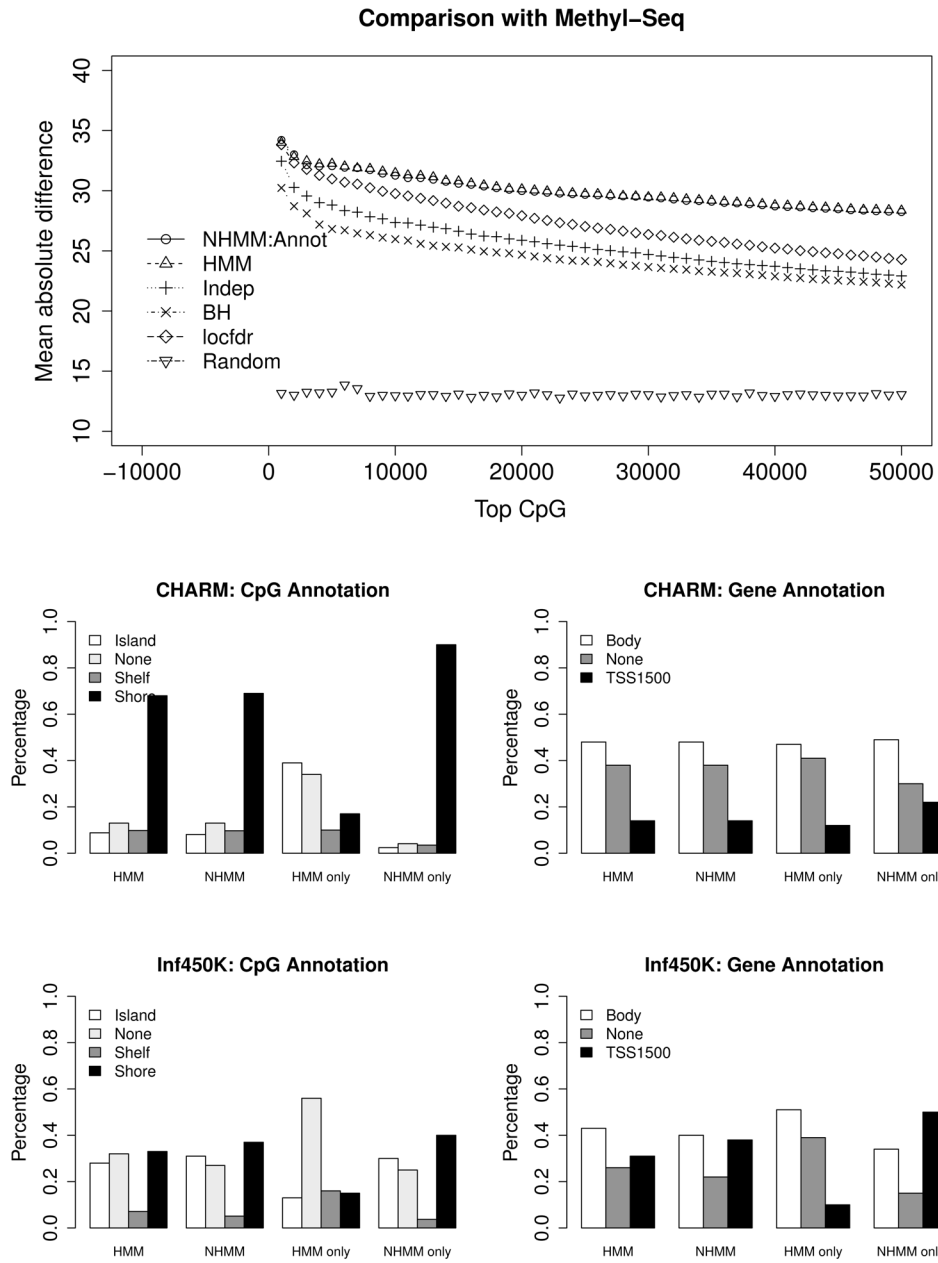 Comparison with Methyl−Seq
Mean absolute difference
40
35
30
25
20
15
10
NHMM:Annot
HMM
Indep
BH
locfdr
Random
−10000 0 10000 20000 30000 40000 50000
Top CpG
CHARM: CpG Annotation
Percentage
1.0
0.8
0.6
0.4
0.2
0.0
Island
None
Shelf
Shore
HMM NHMM HMM only NHMM only
CHARM: Gene Annotation
Percentage
1.0
0.8
0.6
0.4
0.2
0.0
Body
None
TSS1500
HMM NHMM HMM only NHMM onl
Inf450K: CpG Annotation
Percentage
1.0
0.8
0.6
0.4
0.2
0.0
Island
None
Shelf
Shore
HMM NHMM HMM only NHMM only
Inf450K: Gene Annotation
Percentage
1.0
0.8
0.6
0.4
0.2
0.0
Body
None
TSS1500
HMM NHMM HMM only NHMM onl